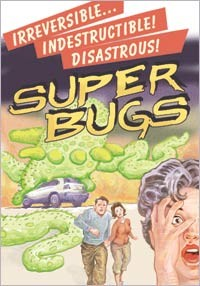 IRREVERSIBLE...
INDESTRUCTIBLE!
DISASTROUS!
SUPER
BUGS